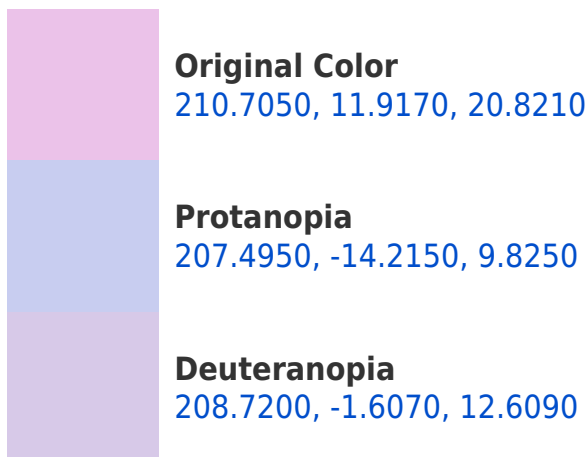 Original Color
210.7050, 11.9170, 20.8210
Protanopia
207.4950, -14.2150, 9.8250
Deuteranopia
208.7200, -1.6070, 12.6090